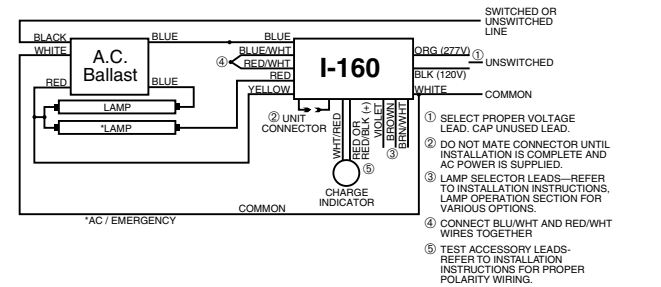 SWITCHED OR
UNSWITCHED
LINE
BLACK
BLUE
BLUE
WHITE
A.C.
Ballast
④
BLUE/WHT
RED/WHT
I-160
ORG (277V)
①
UNSWITCHED
BLK (120V)
RED
BLUE
RED
YELLOW
WHITE
COMMON
LAMP
*LAMP
② UNIT
CONNECTOR
WHT/RED
RED OR
RED/BLK (+)
VIOLET
BROWN
BRN/WHT
③
⑤
CHARGE
INDICATOR
COMMON
*AC / EMERGENCY
① SELECT PROPER VOLTAGE
LEAD. CAP UNUSED LEAD.
② DO NOT MATE CONNECTOR UNTIL
INSTALLATION IS COMPLETE AND
AC POWER IS SUPPLIED.
③ LAMP SELECTOR LEADS—REFER
TO INSTALLATION INSTRUCTIONS,
LAMP OPERATION SECTION FOR
VARIOUS OPTIONS.
④ CONNECT BLU/WHT AND RED/WHT
WIRES TOGETHER
⑤ TEST ACCESSORY LEADS-
REFER TO INSTALLATION
INSTRUCTIONS FOR PROPER
POLARITY WIRING.